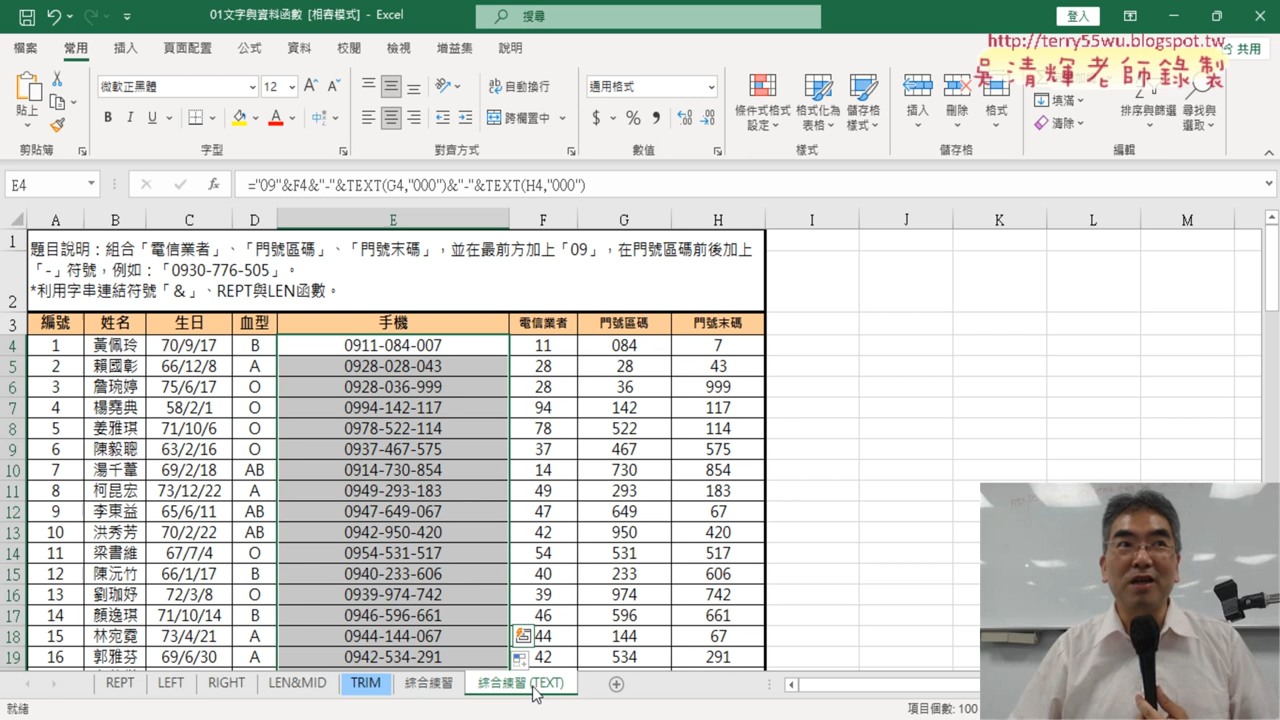 01文字與資料函數 [相容模式] - Excel
搜尋
登入
http://terry55wu.blogspot.tw
吳清輝老師錄製
檔案 常用 插入 頁面配置 公式 資料 校閱 檢視 增益集 說明
共用
貼上
剪貼簿
微軟正黑體 12
B I U
字型
自動換行
跨欄置中
對齊方式
通用格式
$ % ,
數值
條件式格式設定 格式化為表格 儲存格樣式
樣式
插入 刪除 格式
儲存格
填滿
清除
排序與篩選 尋找與選取
編輯
E4
fx ="09"&F4&"-"&TEXT(G4,"000")&"-"&TEXT(H4,"000")
A B C D E F G H I J K L M
1 題目說明：組合「電信業者」、「門號區碼」、「門號末碼」，並在最前方加上「09」，在門號區碼前後加上
「-」符號，例如：「0930-776-505」。
2 *利用字串連結符號「&」、REPT與LEN函數。
3 編號 姓名 生日 血型 手機 電信業者 門號區碼 門號末碼
4 1 黃佩玲 70/9/17 B 0911-084-007 11 084 7
5 2 賴國彰 66/12/8 A 0928-028-043 28 28 43
6 3 詹琬婷 75/6/17 O 0928-036-999 28 36 999
7 4 楊堯典 58/2/1 O 0994-142-117 94 142 117
8 5 姜雅琪 71/10/6 O 0978-522-114 78 522 114
9 6 陳毅聰 63/2/16 O 0937-467-575 37 467 575
10 7 湯千葦 69/2/18 AB 0914-730-854 14 730 854
11 8 柯昆宏 73/12/22 A 0949-293-183 49 293 183
12 9 李東益 65/6/11 AB 0947-649-067 47 649 67
13 10 洪秀芳 70/2/22 AB 0942-950-420 42 950 420
14 11 梁書維 67/7/4 O 0954-531-517 54 531 517
15 12 陳沅竹 66/1/17 B 0940-233-606 40 233 606
16 13 劉珈妤 72/3/8 O 0939-974-742 39 974 742
17 14 顏逸琪 71/10/14 B 0946-596-661 46 596 661
18 15 林宛霓 73/4/21 A 0944-144-067 44 144 67
19 16 郭雅芬 69/6/30 A 0942-534-291 42 534 291
REPT LEFT RIGHT LEN&MID TRIM 綜合練習 綜合練習 (TEXT)
就緒
項目個數: 100